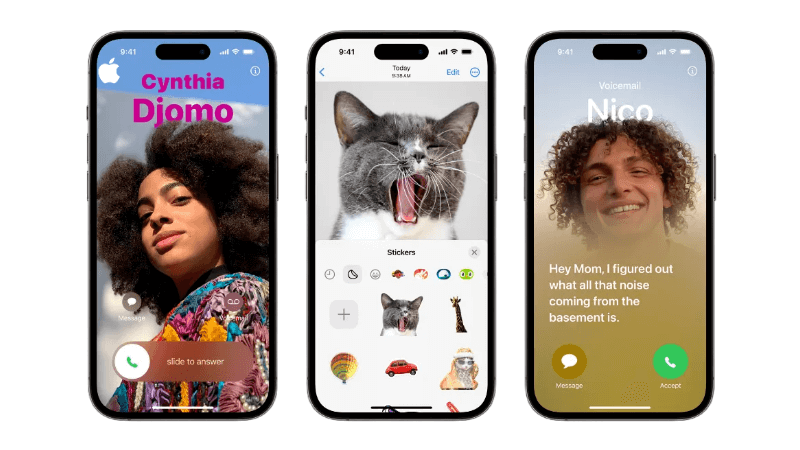 9:41
Cynthia
Djomo
Message
Voicemail
slide to answer
9:41
Today
9:38 AM
Edit
Stickers
9:41
Voicemail
Nico
Hey Mom, I figured out
what all that noise
coming from the
basement is.
Message
Accept